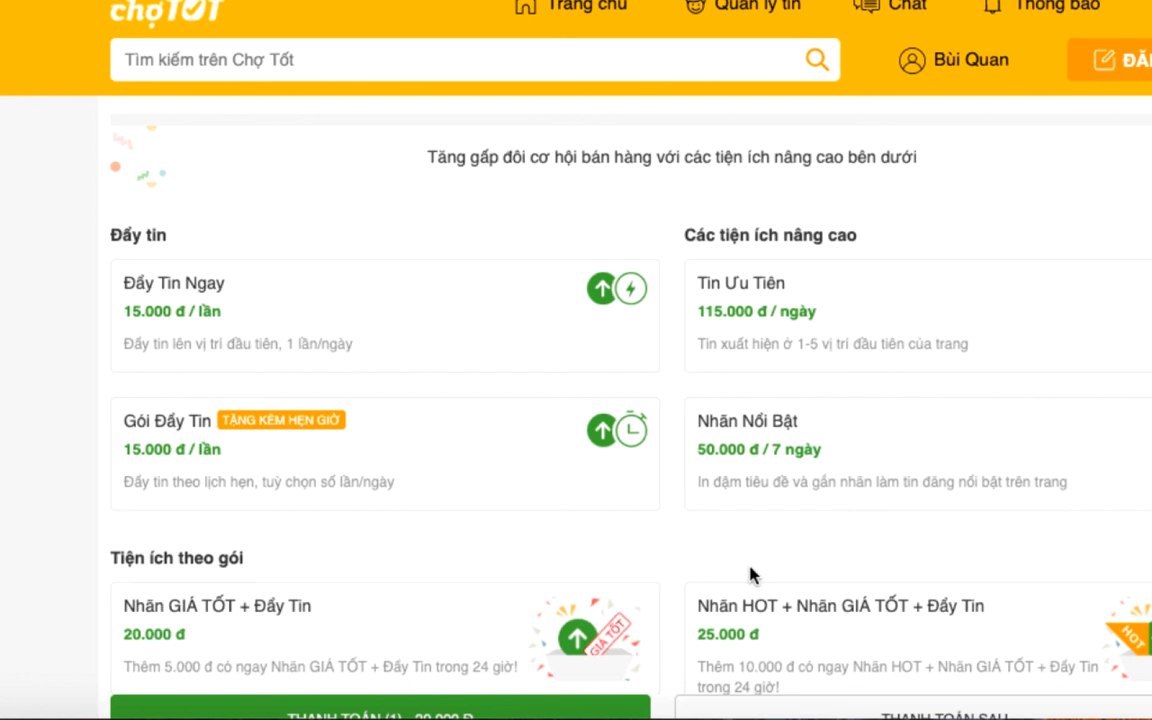 chợTỐT
Trang chủ
Quản lý tin
Chat
Thông báo
Tìm kiếm trên Chợ Tốt
Bùi Quan
Tăng gấp đôi cơ hội bán hàng với các tiện ích nâng cao bên dưới
Đẩy tin
Các tiện ích nâng cao
Đẩy Tin Ngay
15.000 đ / lần
Đẩy tin lên vị trí đầu tiên, 1 lần/ngày
Tin Ưu Tiên
115.000 đ / ngày
Tin xuất hiện ở 1-5 vị trí đầu tiên của trang
Gói Đẩy Tin TẶNG KÈM HẸN GIỜ
15.000 đ / lần
Đẩy tin theo lịch hẹn, tuỳ chọn số lần/ngày
Nhãn Nổi Bật
50.000 đ / 7 ngày
In đậm tiêu đề và gắn nhãn làm tin đăng nổi bật trên trang
Tiện ích theo gói
Nhãn GIÁ TỐT + Đẩy Tin
20.000 đ
Thêm 5.000 đ có ngay Nhãn GIÁ TỐT + Đẩy Tin trong 24 giờ!
GIÁ TỐT
Nhãn HOT + Nhãn GIÁ TỐT + Đẩy Tin
25.000 đ
Thêm 10.000 đ có ngay Nhãn HOT + Nhãn GIÁ TỐT + Đẩy Tin
trong 24 giờ!
HOT
THANH TOÁN (1) - 20.000 Đ
THANH TOÁN SAU